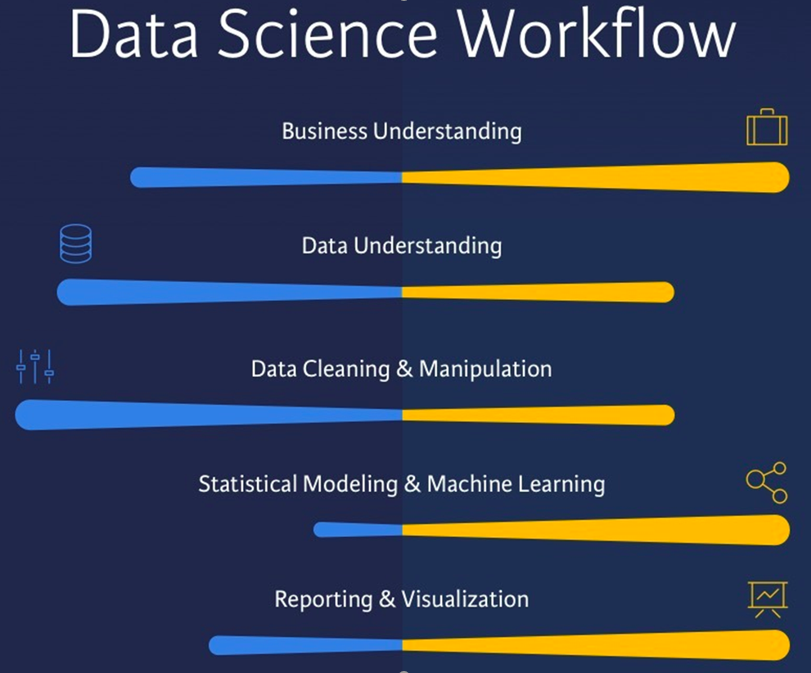 Data Science Workflow
Business Understanding
Data Understanding
Data Cleaning & Manipulation
Statistical Modeling & Machine Learning
Reporting & Visualization